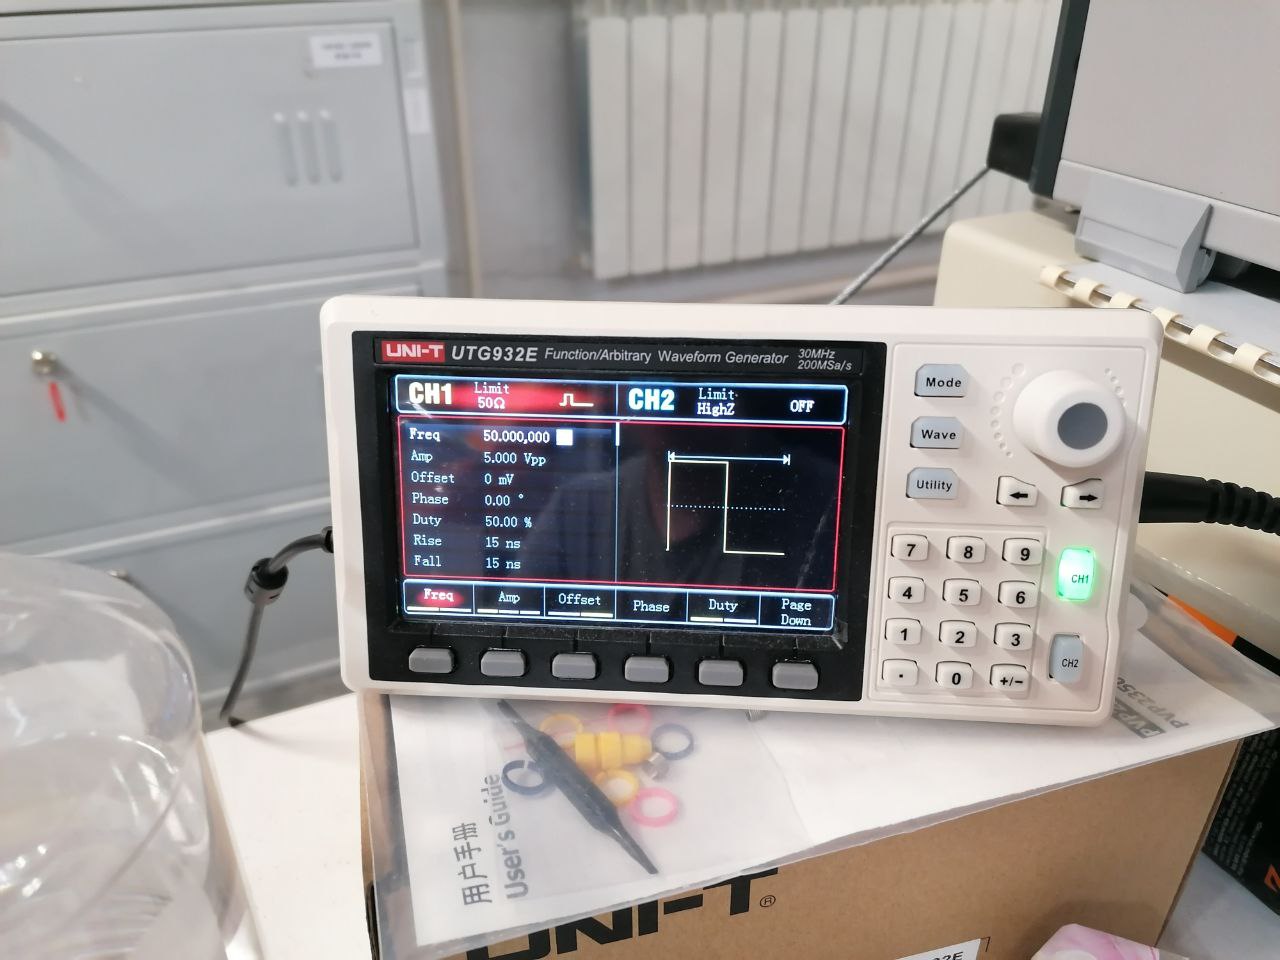 UNI-T UTG932E Function/Arbitrary Waveform Generator 30MHz 200MSa/s
CH1 Limit 50Ω
CH2 Limit HighZ OFF
Freq 50.000,000
Amp 5.000 Vpp
Offset 0 mV
Phase 0.00 °
Duty 50.00 %
Rise 15 ns
Fall 15 ns
Freq Amp Offset Phase Duty Page Down
Mode
Wave
Utility
7 8 9
4 5 6
1 2 3
. 0 +/−
CH1
CH2
用户手册
User's Guide
UNI-T®